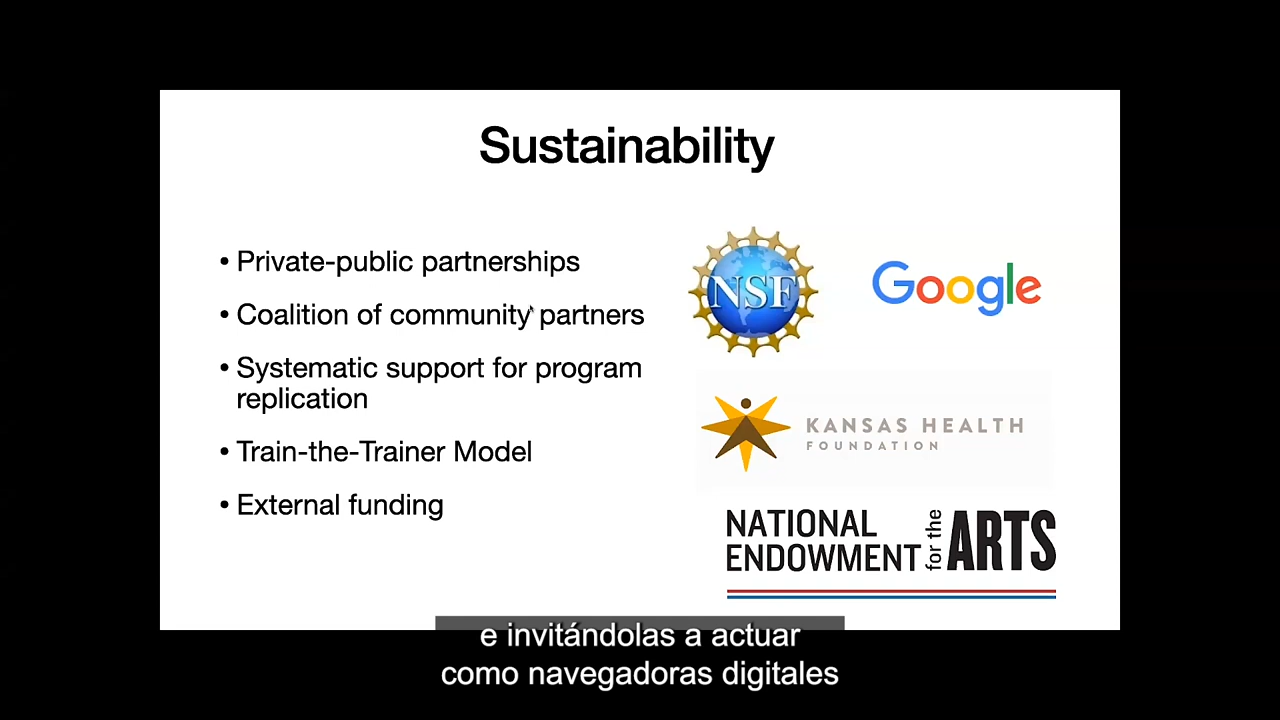 Sustainability
• Private-public partnerships
• Coalition of community partners
• Systematic support for program
replication
• Train-the-Trainer Model
• External funding
NSF
Google
KANSAS HEALTH
FOUNDATION
NATIONAL
ENDOWMENT
for the
ARTS
e invitándolas a actuar
como navegadoras digitales